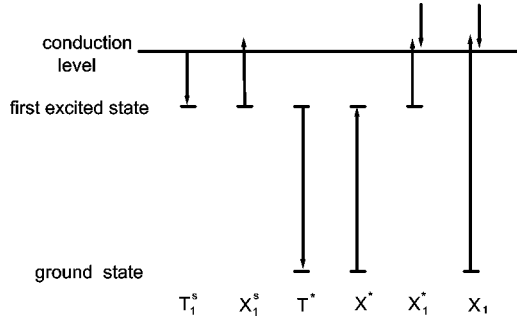 conduction
level
first excited state
ground state
T₁ˢ X₁ˢ T* X* X₁* X₁